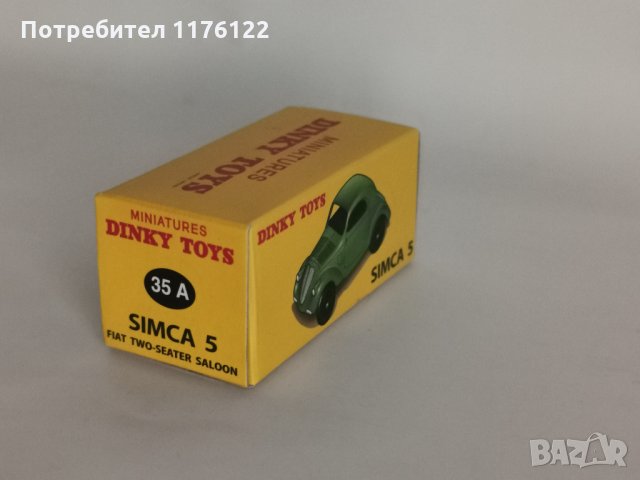 Потребител 1176122
MINIATURES
DINKY TOYS
MINIATURES
DINKY TOYS
35 A
SIMCA 5
FIAT TWO-SEATER SALOON
DINKY TOYS
SIMCA 5
BAZAR